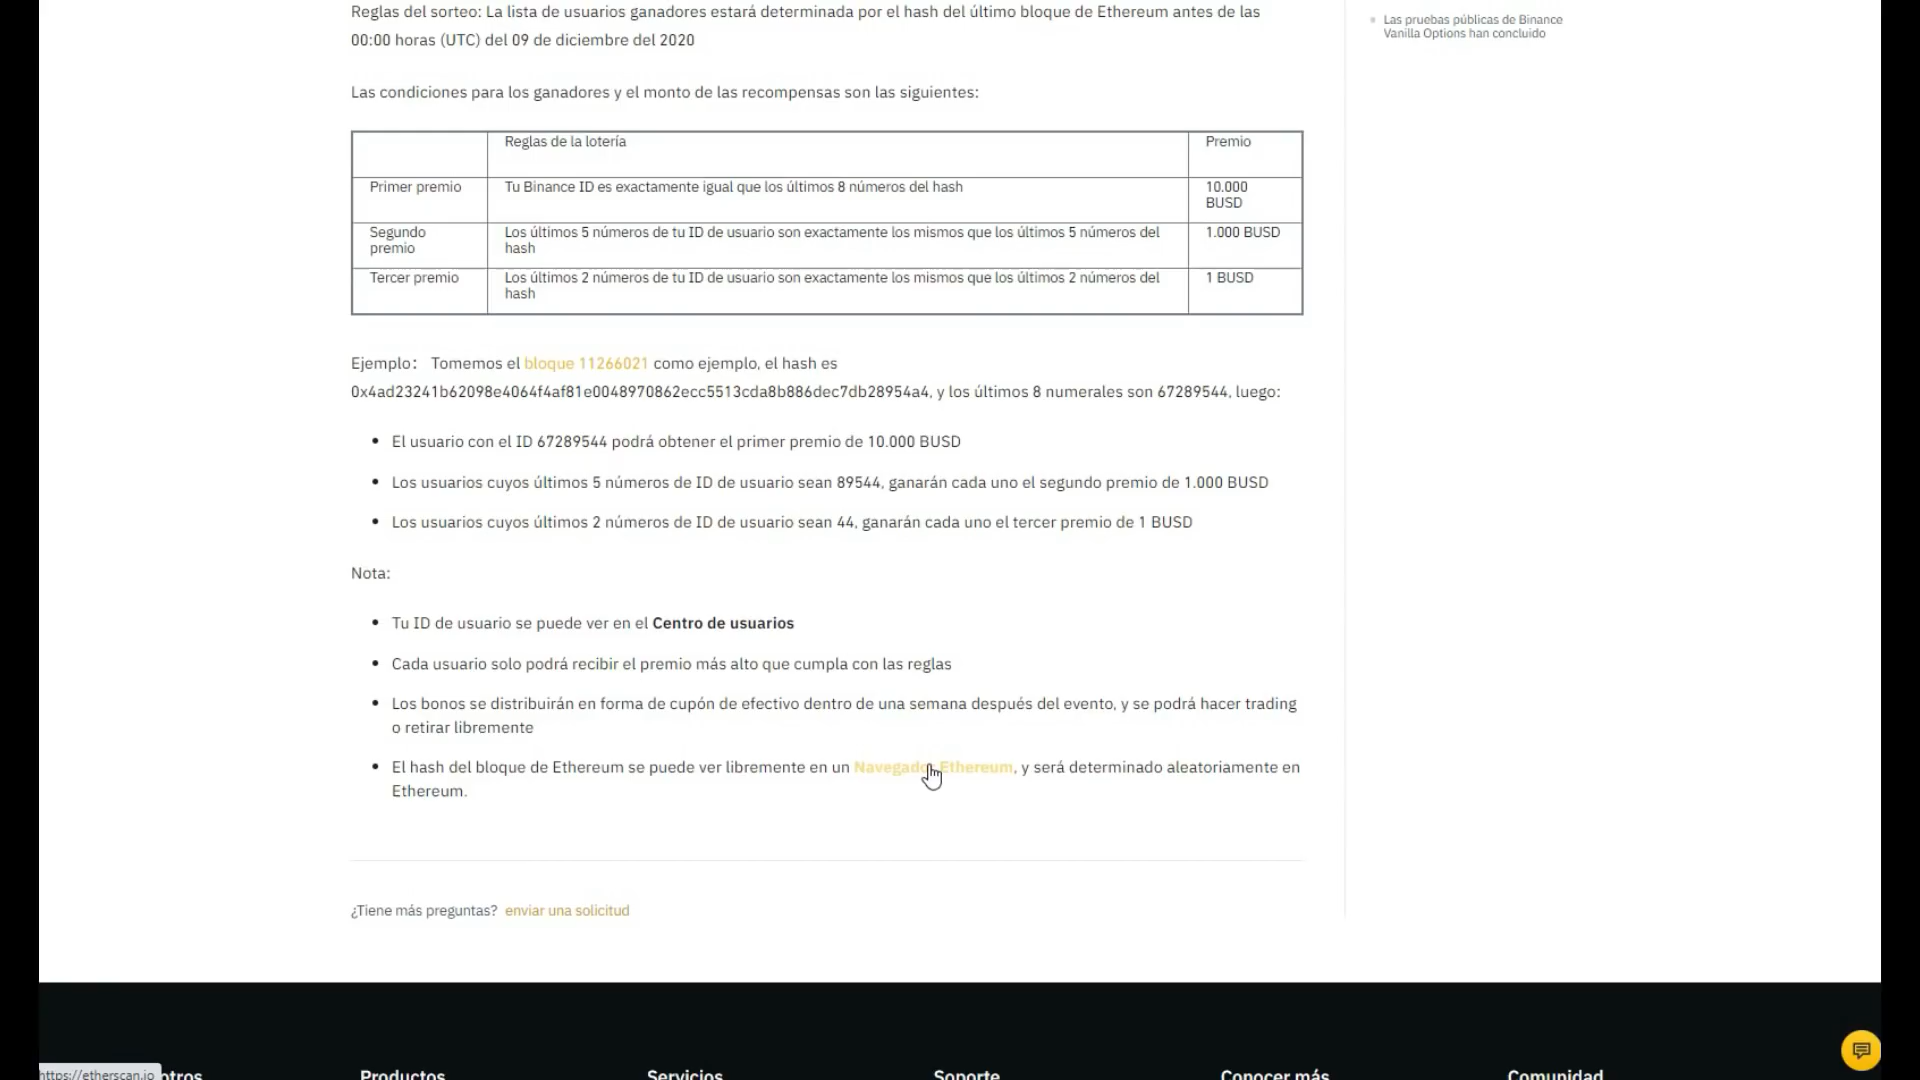 Reglas del sorteo: La lista de usuarios ganadores estará determinada por el hash del último bloque de Ethereum antes de las
00:00 horas (UTC) del 09 de diciembre del 2020
Las pruebas públicas de Binance
Vanilla Options han concluido
Las condiciones para los ganadores y el monto de las recompensas son las siguientes:
Reglas de la lotería
Premio
Primer premio
Tu Binance ID es exactamente igual que los últimos 8 números del hash
10.000
BUSD
Segundo
premio
Los últimos 5 números de tu ID de usuario son exactamente los mismos que los últimos 5 números del
hash
1.000 BUSD
Tercer premio
Los últimos 2 números de tu ID de usuario son exactamente los mismos que los últimos 2 números del
hash
1 BUSD
Ejemplo： Tomemos el bloque 11266021 como ejemplo, el hash es
0x4ad23241b62098e4064f4af81e0048970862ecc5513cda8b886dec7db28954a4, y los últimos 8 numerales son 67289544, luego:
El usuario con el ID 67289544 podrá obtener el primer premio de 10.000 BUSD
Los usuarios cuyos últimos 5 números de ID de usuario sean 89544, ganarán cada uno el segundo premio de 1.000 BUSD
Los usuarios cuyos últimos 2 números de ID de usuario sean 44, ganarán cada uno el tercer premio de 1 BUSD
Nota:
Tu ID de usuario se puede ver en el Centro de usuarios
Cada usuario solo podrá recibir el premio más alto que cumpla con las reglas
Los bonos se distribuirán en forma de cupón de efectivo dentro de una semana después del evento, y se podrá hacer trading
o retirar libremente
El hash del bloque de Ethereum se puede ver libremente en un Navegador Ethereum, y será determinado aleatoriamente en
Ethereum.
¿Tiene más preguntas? enviar una solicitud
https://etherscan.io
otros
Productos
Servicios
Soporte
Conocer más
Comunidad